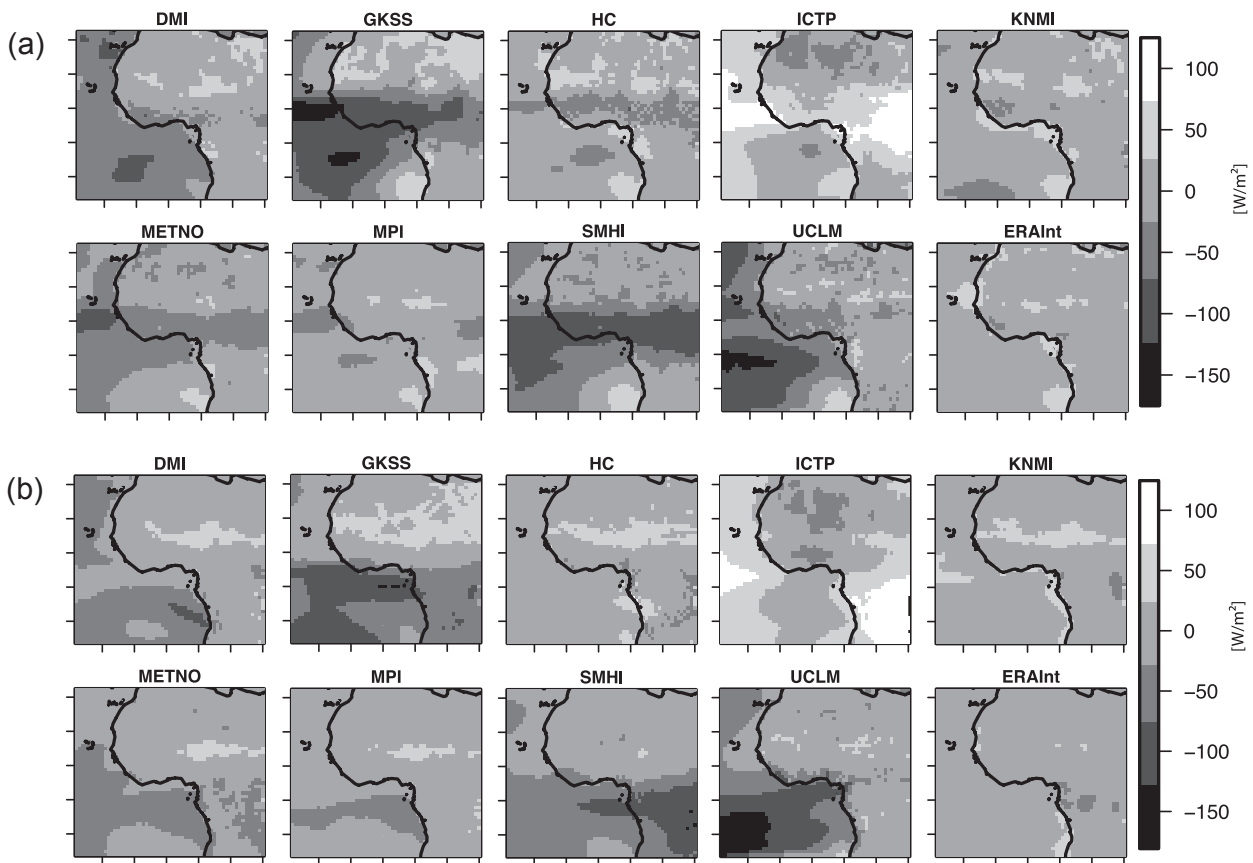 (a)
DMI GKSS HC ICTP KNMI
METNO MPI SMHI UCLM ERAInt
100
50
0
−50
−100
−150
[W/m²]
(b)
DMI GKSS HC ICTP KNMI
METNO MPI SMHI UCLM ERAInt
100
50
0
−50
−100
−150
[W/m²]